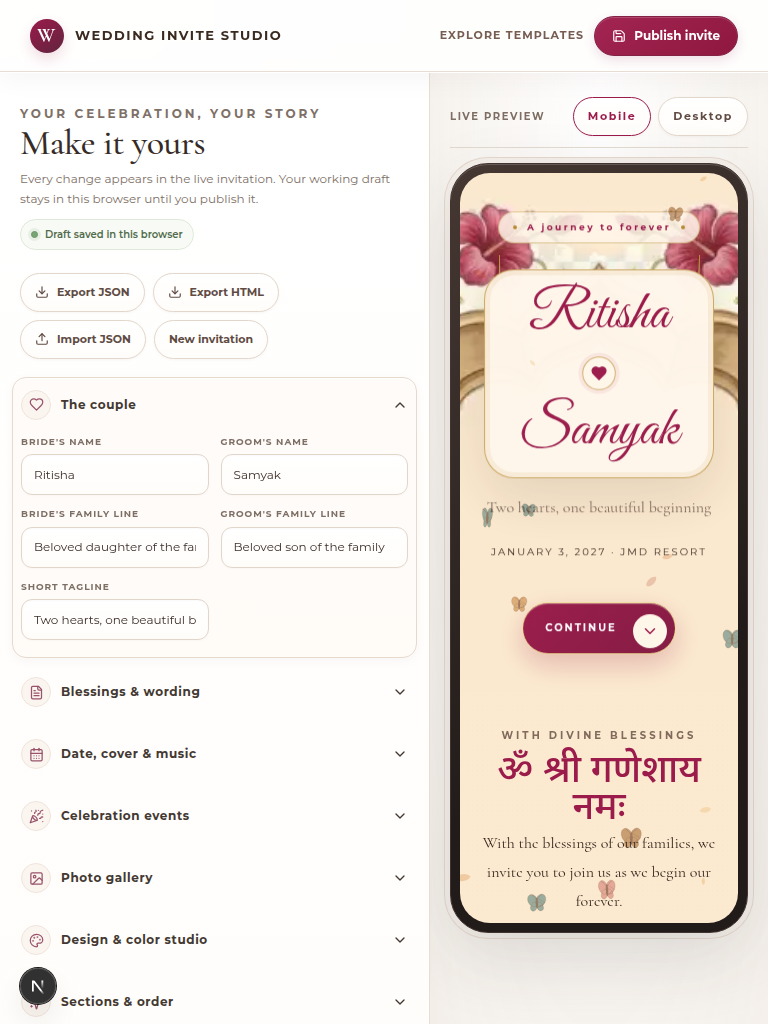 W WEDDING INVITE STUDIO
EXPLORE TEMPLATES
Publish invite
YOUR CELEBRATION, YOUR STORY
Make it yours
Every change appears in the live invitation. Your working draft
stays in this browser until you publish it.
Draft saved in this browser
Export JSON
Export HTML
Import JSON
New invitation
The couple
BRIDE'S NAME
GROOM'S NAME
Ritisha
Samyak
BRIDE'S FAMILY LINE
GROOM'S FAMILY LINE
Beloved daughter of the fa
Beloved son of the family
SHORT TAGLINE
Two hearts, one beautiful b
Blessings & wording
Date, cover & music
Celebration events
Photo gallery
Design & color studio
N
Sections & order
LIVE PREVIEW
Mobile
Desktop
• A journey to forever •
Ritisha
Samyak
Two hearts, one beautiful beginning
JANUARY 3, 2027 · JMD RESORT
CONTINUE
WITH DIVINE BLESSINGS
ॐ श्री गणेशाय
नमः
With the blessings of our families, we
invite you to join us as we begin our
forever.